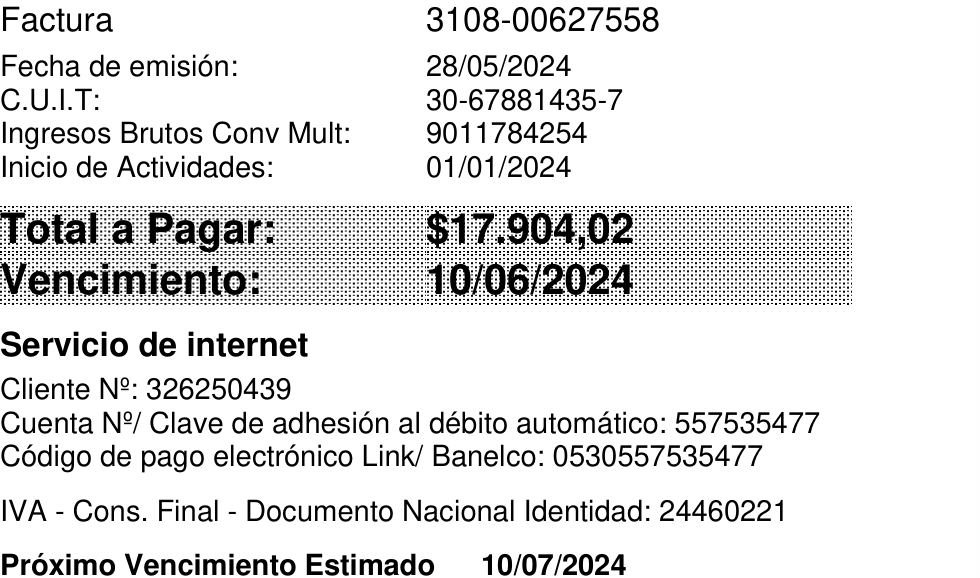 Factura 3108-00627558
Fecha de emisión: 28/05/2024
C.U.I.T: 30-67881435-7
Ingresos Brutos Conv Mult: 9011784254
Inicio de Actividades: 01/01/2024
Total a Pagar: $17.904,02
Vencimiento: 10/06/2024
Servicio de internet
Cliente Nº: 326250439
Cuenta Nº/ Clave de adhesión al débito automático: 557535477
Código de pago electrónico Link/ Banelco: 0530557535477
IVA - Cons. Final - Documento Nacional Identidad: 24460221
Próximo Vencimiento Estimado 10/07/2024